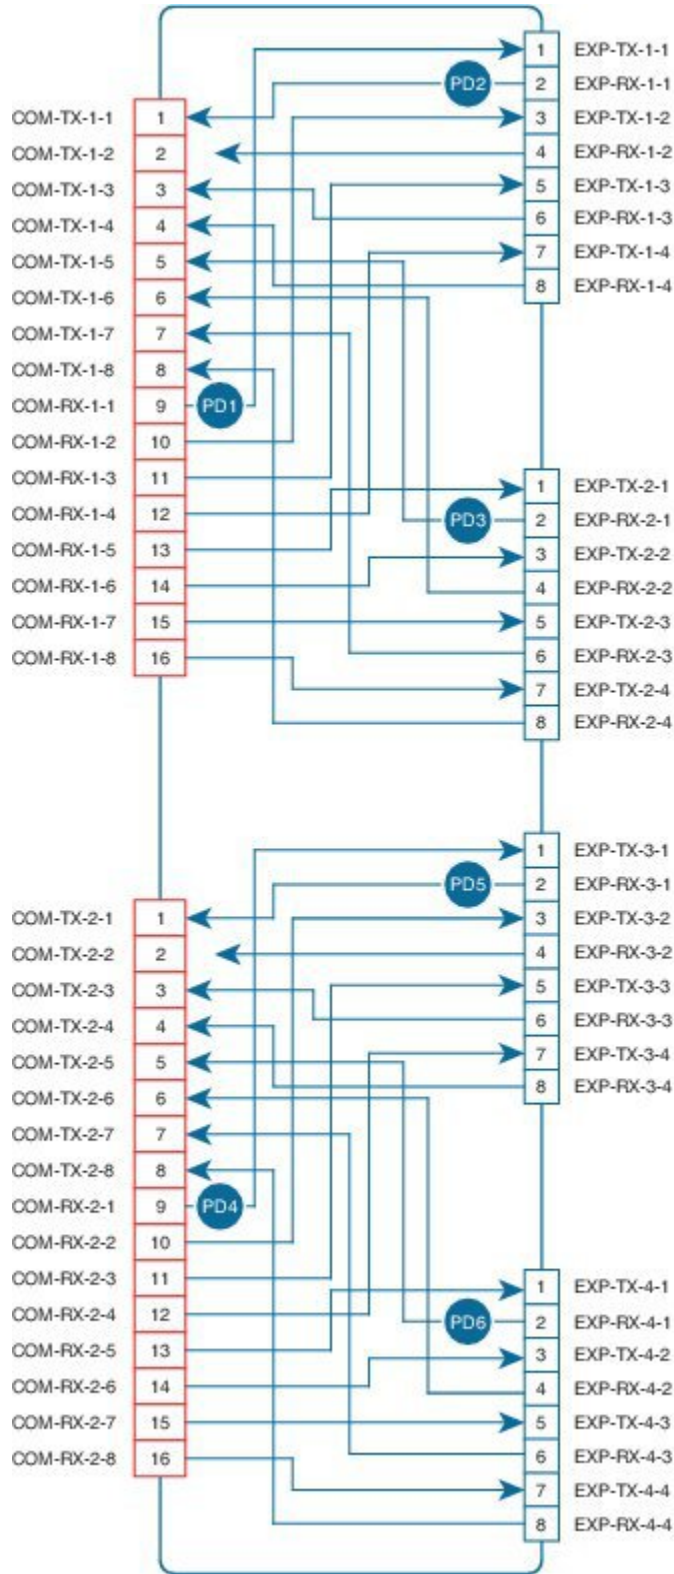 1 EXP-TX-1-1
PD2 2 EXP-RX-1-1
COM-TX-1-1 1 3 EXP-TX-1-2
COM-TX-1-2 2 4 EXP-RX-1-2
COM-TX-1-3 3 5 EXP-TX-1-3
6 EXP-RX-1-3
COM-TX-1-4 4 7 EXP-TX-1-4
COM-TX-1-5 5 8 EXP-RX-1-4
COM-TX-1-6 6
COM-TX-1-7 7
COM-TX-1-8 8
COM-RX-1-1 9 PD1
COM-RX-1-2 10
COM-RX-1-3 11 1 EXP-TX-2-1
COM-RX-1-4 12 PD3 2 EXP-RX-2-1
COM-RX-1-5 13 3 EXP-TX-2-2
COM-RX-1-6 14 4 EXP-RX-2-2
COM-RX-1-7 15 5 EXP-TX-2-3
COM-RX-1-8 16 6 EXP-RX-2-3
7 EXP-TX-2-4
8 EXP-RX-2-4
1 EXP-TX-3-1
PD5 2 EXP-RX-3-1
COM-TX-2-1 1 3 EXP-TX-3-2
COM-TX-2-2 2 4 EXP-RX-3-2
COM-TX-2-3 3 5 EXP-TX-3-3
6 EXP-RX-3-3
COM-TX-2-4 4 7 EXP-TX-3-4
COM-TX-2-5 5 8 EXP-RX-3-4
COM-TX-2-6 6
COM-TX-2-7 7
COM-TX-2-8 8
COM-RX-2-1 9 PD4
COM-RX-2-2 10
COM-RX-2-3 11 1 EXP-TX-4-1
COM-RX-2-4 12 PD6 2 EXP-RX-4-1
COM-RX-2-5 13 3 EXP-TX-4-2
COM-RX-2-6 14 4 EXP-RX-4-2
COM-RX-2-7 15 5 EXP-TX-4-3
COM-RX-2-8 16 6 EXP-RX-4-3
7 EXP-TX-4-4
8 EXP-RX-4-4